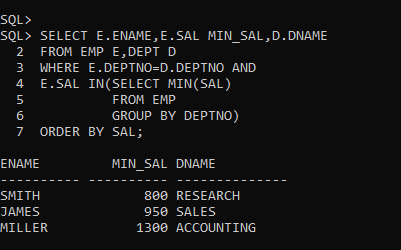 SQL>
SQL> SELECT E.ENAME,E.SAL MIN_SAL,D.DNAME
  2  FROM EMP E,DEPT D
  3  WHERE E.DEPTNO=D.DEPTNO AND
  4  E.SAL IN(SELECT MIN(SAL)
  5           FROM EMP
  6           GROUP BY DEPTNO)
  7  ORDER BY SAL;
ENAME         MIN_SAL DNAME
---------- ---------- --------------
SMITH             800 RESEARCH
JAMES             950 SALES
MILLER           1300 ACCOUNTING